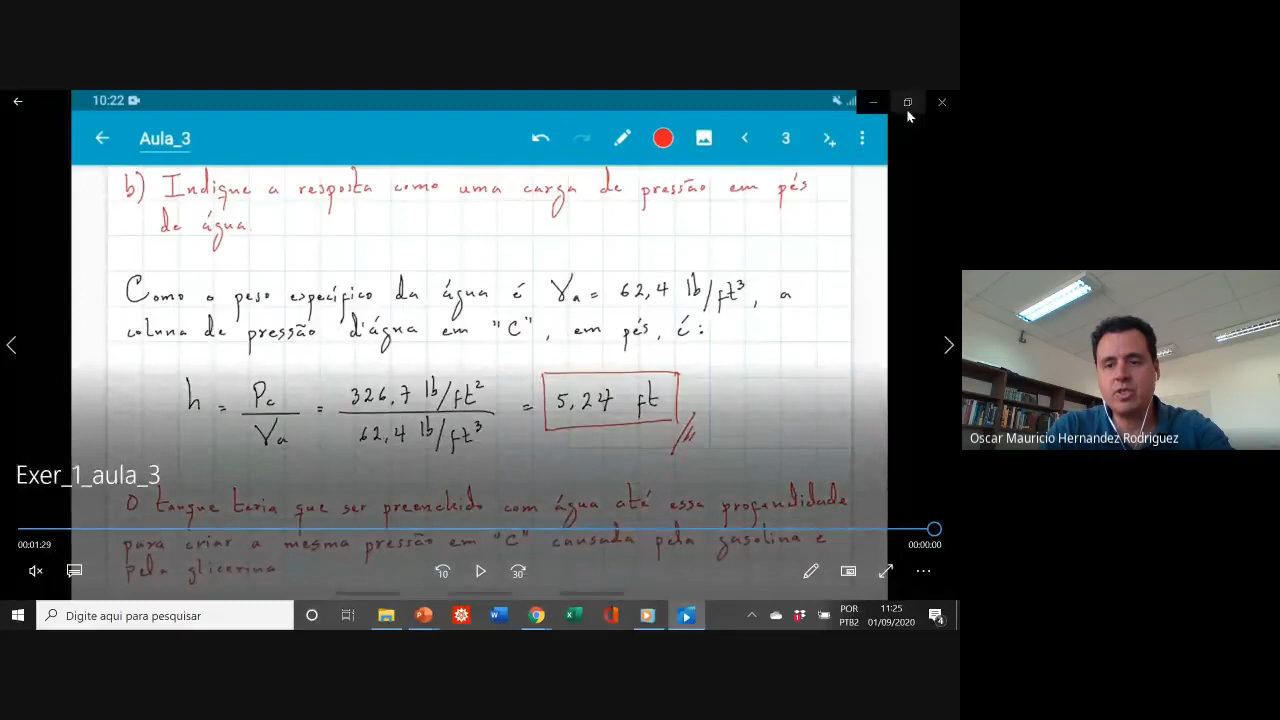 10:22
Aula_3
3
b) Indique a resposta como uma carga de pressão em pés
de água.
Como o peso específico da água é γa = 62,4 lb/ft³, a
coluna de pressão d'água em "C", em pés, é:
h = Pc/γa = 326,7 lb/ft² / 62,4 lb/ft³ = 5,24 ft
Exer_1_aula_3
O tanque teria que ser preenchido com água até essa profundidade
para criar a mesma pressão em "C" causada pela gasolina e
pela glicerina
00:01:29
00:00:00
10
30
Oscar Mauricio Hernandez Rodriguez
Digite aqui para pesquisar
POR
PTB2
11:25
01/09/2020
4